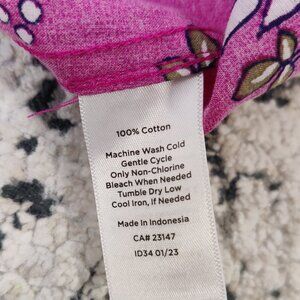 100% Cotton
Machine Wash Cold
Gentle Cycle
Only Non-Chlorine
Bleach When Needed
Tumble Dry Low
Cool Iron, if Needed
Made in Indonesia
CA# 23147
ID34 01/23